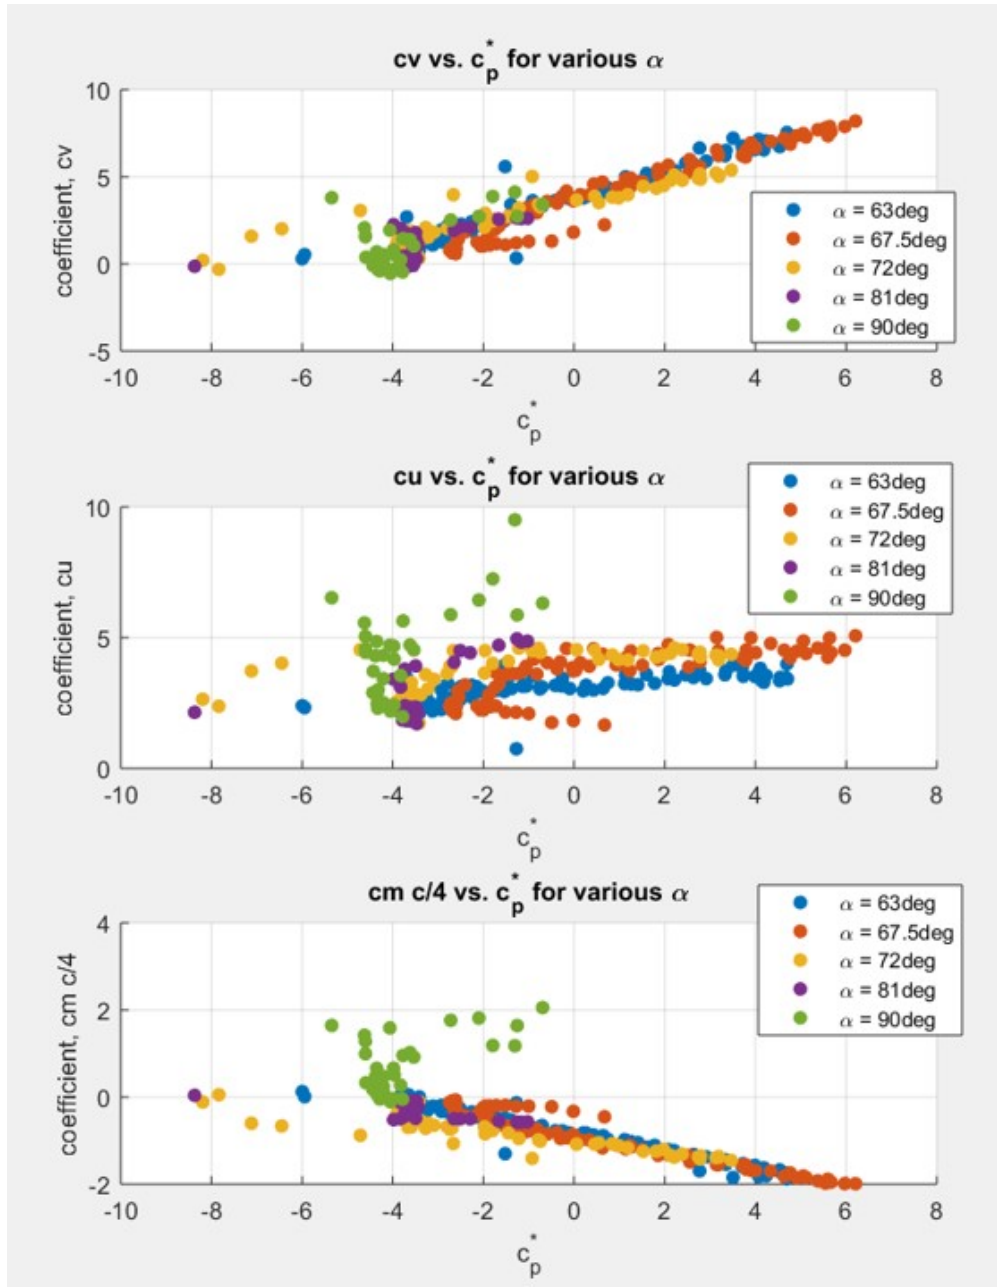 cv vs. c*p for various α
10
5
0
-5
coefficient, cv
α = 63deg
α = 67.5deg
α = 72deg
α = 81deg
α = 90deg
-10 -8 -6 -4 -2 0 2 4 6 8
c*p
cu vs. c*p for various α
10
5
0
coefficient, cu
α = 63deg
α = 67.5deg
α = 72deg
α = 81deg
α = 90deg
-10 -8 -6 -4 -2 0 2 4 6 8
c*p
cm c/4 vs. c*p for various α
4
2
0
-2
coefficient, cm c/4
α = 63deg
α = 67.5deg
α = 72deg
α = 81deg
α = 90deg
-10 -8 -6 -4 -2 0 2 4 6 8
c*p